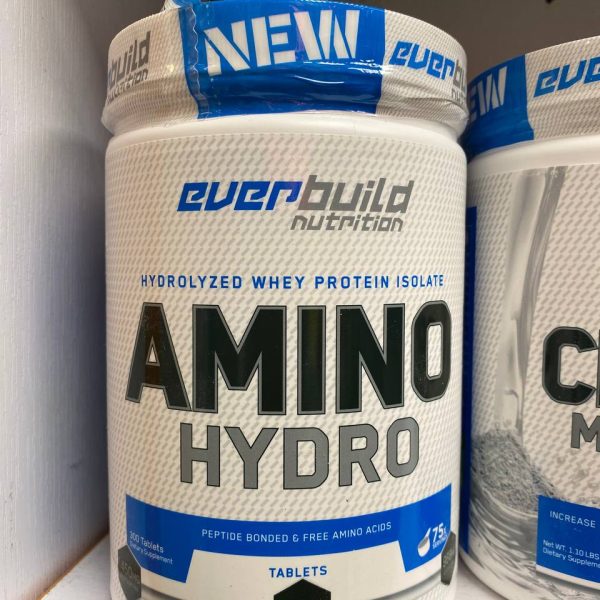 build
nutrition
NEW
everbuild
nutrition
HYDROLYZED WHEY PROTEIN ISOLATE
AMINO
HYDRO
PEPTIDE BONDED & FREE AMINO ACIDS
300 Tablets
Dietary Supplement
TABLETS
INCREASE
Net WT. 1.10 LBS